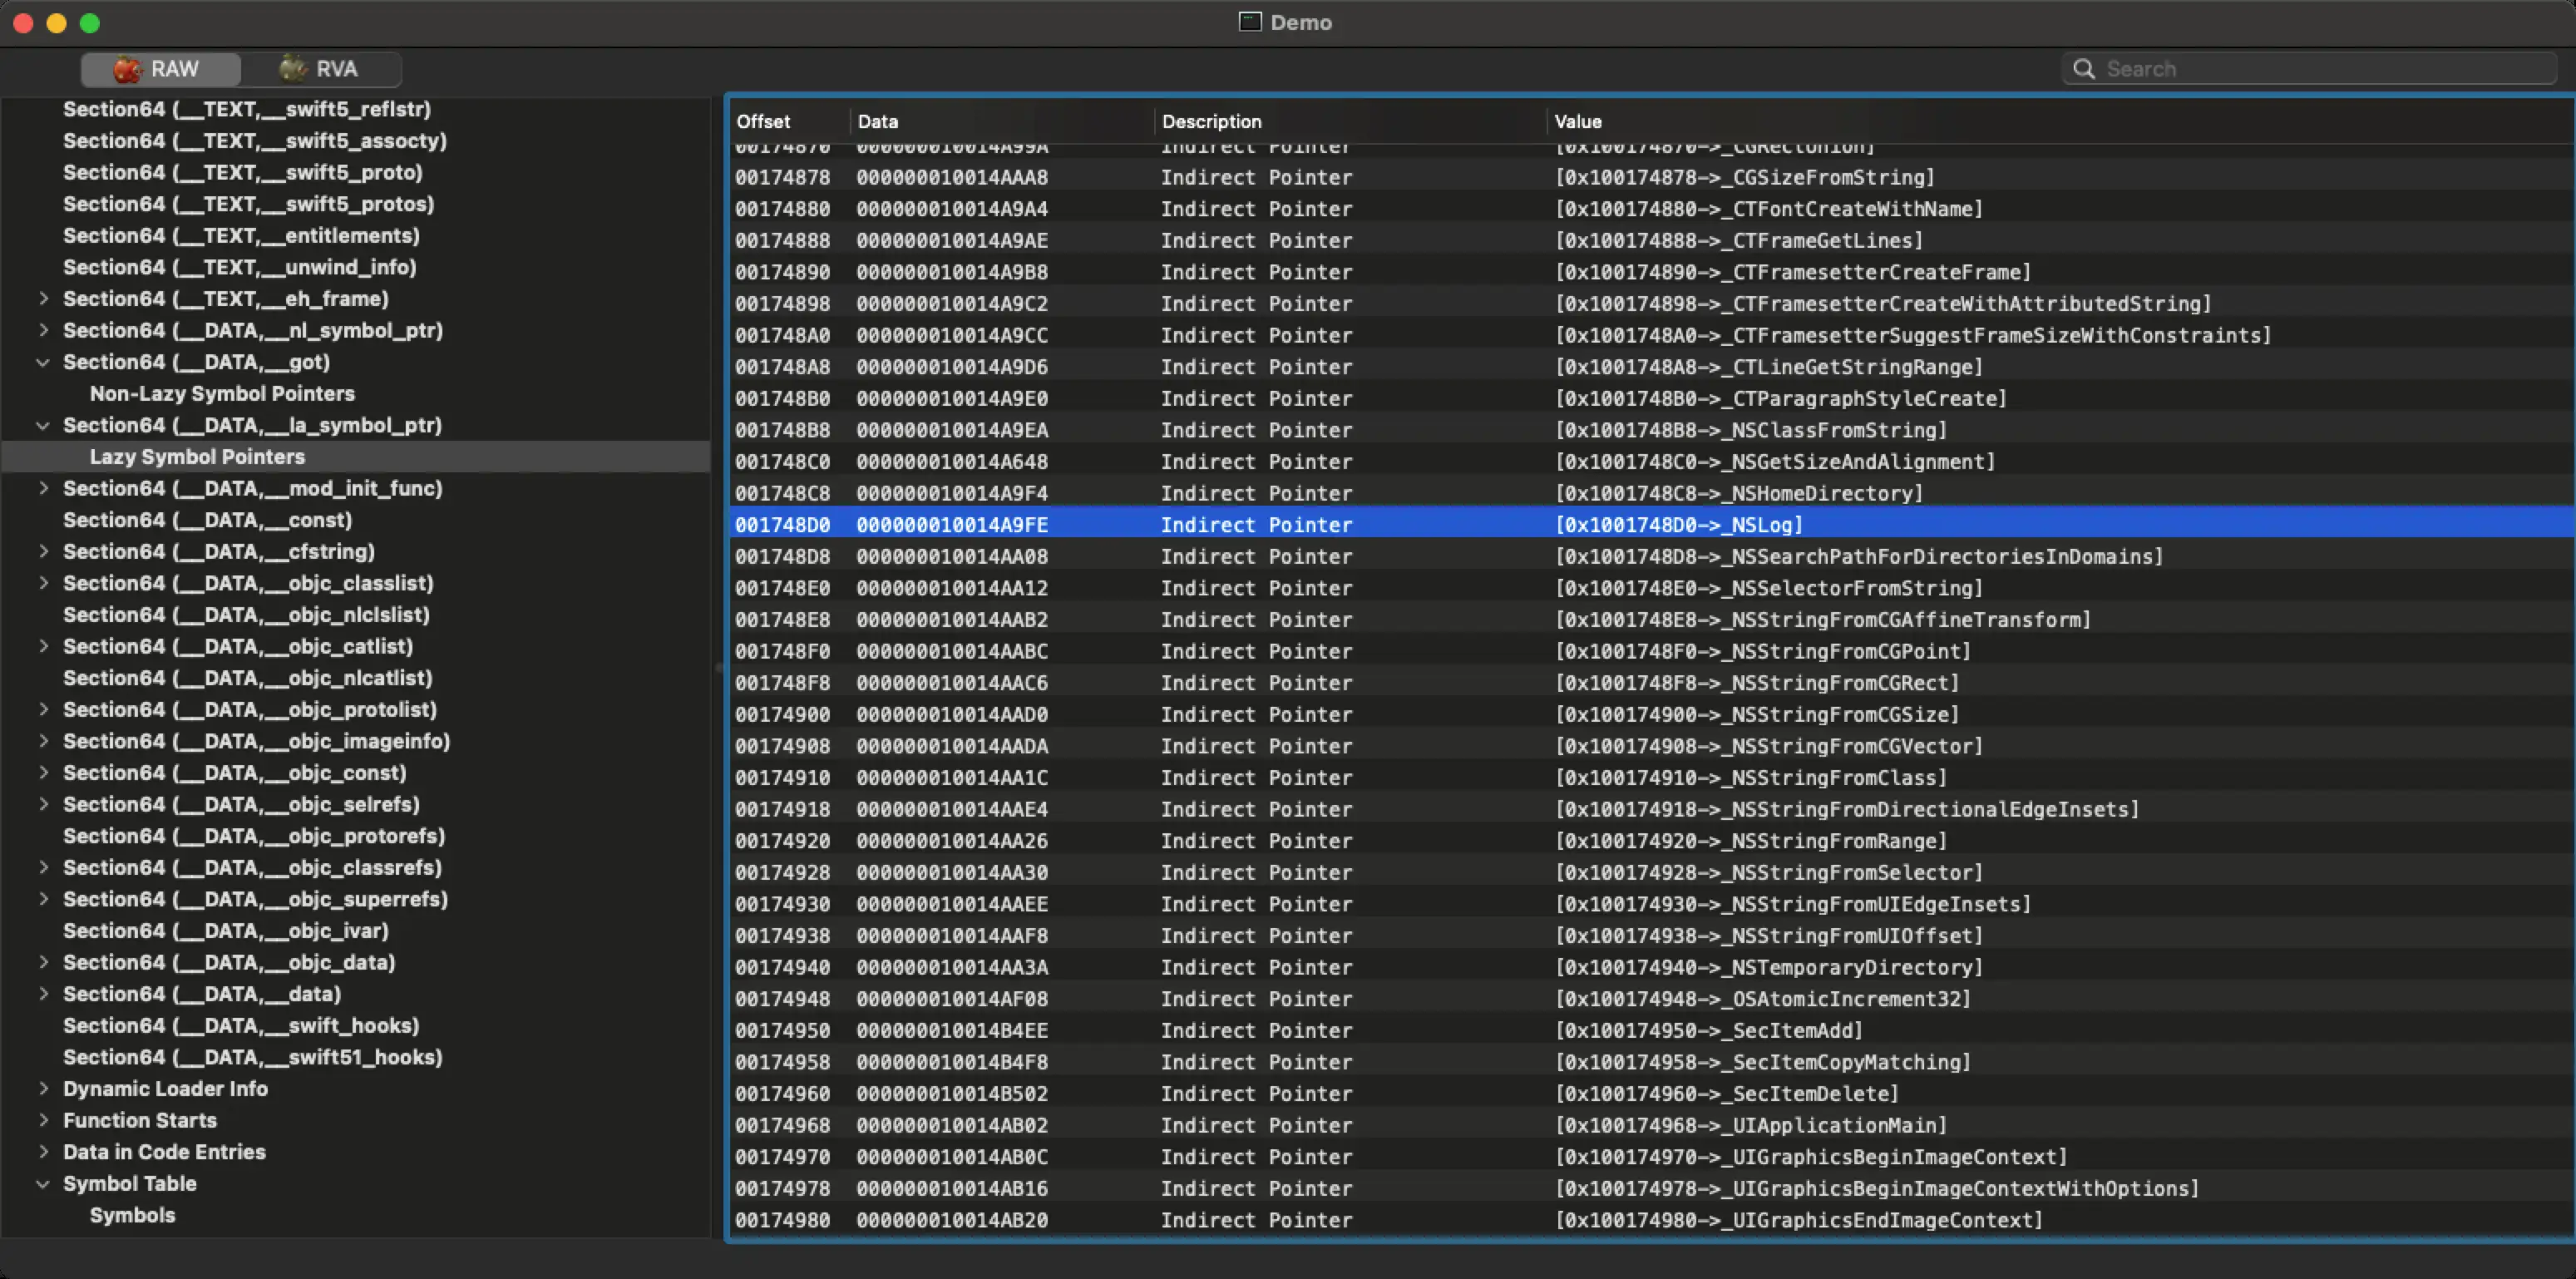 Demo
RAW RVA Search
Section64 (__TEXT,__swift5_reflstr)
Section64 (__TEXT,__swift5_assocty)
Section64 (__TEXT,__swift5_proto)
Section64 (__TEXT,__swift5_protos)
Section64 (__TEXT,__entitlements)
Section64 (__TEXT,__unwind_info)
Section64 (__TEXT,__eh_frame)
Section64 (__DATA,__nl_symbol_ptr)
Section64 (__DATA,__got)
Non-Lazy Symbol Pointers
Section64 (__DATA,__la_symbol_ptr)
Lazy Symbol Pointers
Section64 (__DATA,__mod_init_func)
Section64 (__DATA,__const)
Section64 (__DATA,__cfstring)
Section64 (__DATA,__objc_classlist)
Section64 (__DATA,__objc_nlclslist)
Section64 (__DATA,__objc_catlist)
Section64 (__DATA,__objc_nlcatlist)
Section64 (__DATA,__objc_protolist)
Section64 (__DATA,__objc_imageinfo)
Section64 (__DATA,__objc_const)
Section64 (__DATA,__objc_selrefs)
Section64 (__DATA,__objc_protorefs)
Section64 (__DATA,__objc_classrefs)
Section64 (__DATA,__objc_superrefs)
Section64 (__DATA,__objc_ivar)
Section64 (__DATA,__objc_data)
Section64 (__DATA,__data)
Section64 (__DATA,__swift_hooks)
Section64 (__DATA,__swift51_hooks)
Dynamic Loader Info
Function Starts
Data in Code Entries
Symbol Table
Symbols
Offset Data Description Value
00174870 000000010014A99A Indirect Pointer [0x100174870->_CGRectUnion]
00174878 000000010014AAA8 Indirect Pointer [0x100174878->_CGSizeFromString]
00174880 000000010014A9A4 Indirect Pointer [0x100174880->_CTFontCreateWithName]
00174888 000000010014A9AE Indirect Pointer [0x100174888->_CTFrameGetLines]
00174890 000000010014A9B8 Indirect Pointer [0x100174890->_CTFramesetterCreateFrame]
00174898 000000010014A9C2 Indirect Pointer [0x100174898->_CTFramesetterCreateWithAttributedString]
001748A0 000000010014A9CC Indirect Pointer [0x1001748A0->_CTFramesetterSuggestFrameSizeWithConstraints]
001748A8 000000010014A9D6 Indirect Pointer [0x1001748A8->_CTLineGetStringRange]
001748B0 000000010014A9E0 Indirect Pointer [0x1001748B0->_CTParagraphStyleCreate]
001748B8 000000010014A9EA Indirect Pointer [0x1001748B8->_NSClassFromString]
001748C0 000000010014A648 Indirect Pointer [0x1001748C0->_NSGetSizeAndAlignment]
001748C8 000000010014A9F4 Indirect Pointer [0x1001748C8->_NSHomeDirectory]
001748D0 000000010014A9FE Indirect Pointer [0x1001748D0->_NSLog]
001748D8 000000010014AA08 Indirect Pointer [0x1001748D8->_NSSearchPathForDirectoriesInDomains]
001748E0 000000010014AA12 Indirect Pointer [0x1001748E0->_NSSelectorFromString]
001748E8 000000010014AAB2 Indirect Pointer [0x1001748E8->_NSStringFromCGAffineTransform]
001748F0 000000010014AABC Indirect Pointer [0x1001748F0->_NSStringFromCGPoint]
001748F8 000000010014AAC6 Indirect Pointer [0x1001748F8->_NSStringFromCGRect]
00174900 000000010014AAD0 Indirect Pointer [0x100174900->_NSStringFromCGSize]
00174908 000000010014AADA Indirect Pointer [0x100174908->_NSStringFromCGVector]
00174910 000000010014AA1C Indirect Pointer [0x100174910->_NSStringFromClass]
00174918 000000010014AAE4 Indirect Pointer [0x100174918->_NSStringFromDirectionalEdgeInsets]
00174920 000000010014AA26 Indirect Pointer [0x100174920->_NSStringFromRange]
00174928 000000010014AA30 Indirect Pointer [0x100174928->_NSStringFromSelector]
00174930 000000010014AAEE Indirect Pointer [0x100174930->_NSStringFromUIEdgeInsets]
00174938 000000010014AAF8 Indirect Pointer [0x100174938->_NSStringFromUIOffset]
00174940 000000010014AA3A Indirect Pointer [0x100174940->_NSTemporaryDirectory]
00174948 000000010014AF08 Indirect Pointer [0x100174948->_OSAtomicIncrement32]
00174950 000000010014B4EE Indirect Pointer [0x100174950->_SecItemAdd]
00174958 000000010014B4F8 Indirect Pointer [0x100174958->_SecItemCopyMatching]
00174960 000000010014B502 Indirect Pointer [0x100174960->_SecItemDelete]
00174968 000000010014AB02 Indirect Pointer [0x100174968->_UIApplicationMain]
00174970 000000010014AB0C Indirect Pointer [0x100174970->_UIGraphicsBeginImageContext]
00174978 000000010014AB16 Indirect Pointer [0x100174978->_UIGraphicsBeginImageContextWithOptions]
00174980 000000010014AB20 Indirect Pointer [0x100174980->_UIGraphicsEndImageContext]